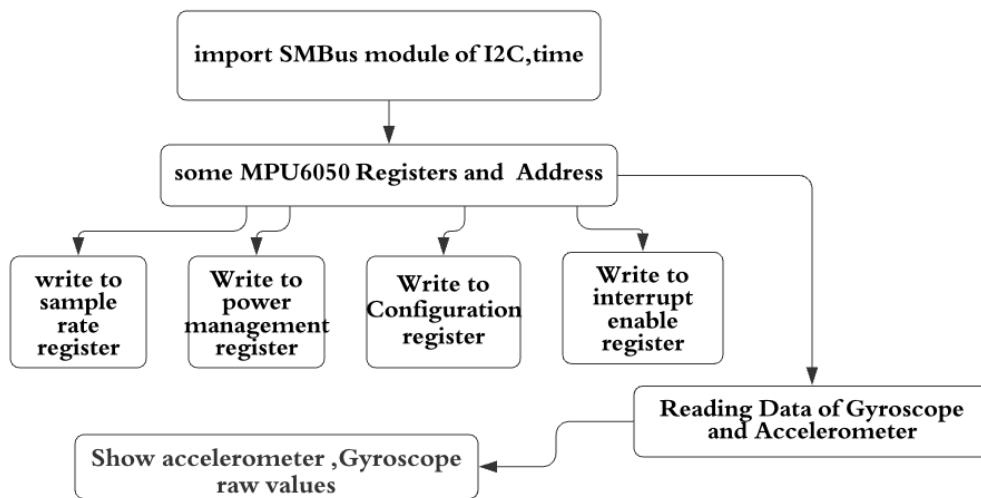 import SMBus module of I2C,time
some MPU6050 Registers and Address
write to
sample
rate
register
Write to
power
management
register
Write to
Configuration
register
Write to
interrupt
enable
register
Reading Data of Gyroscope
and Accelerometer
Show accelerometer ,Gyroscope
raw values